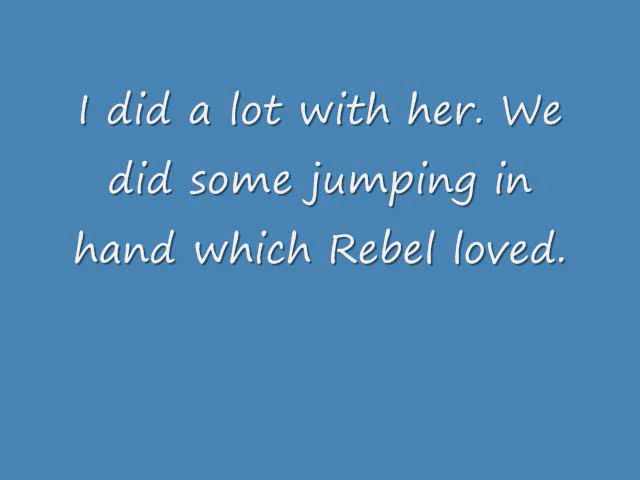 I did a lot with her. We
did some jumping in
hand which Rebel loved.